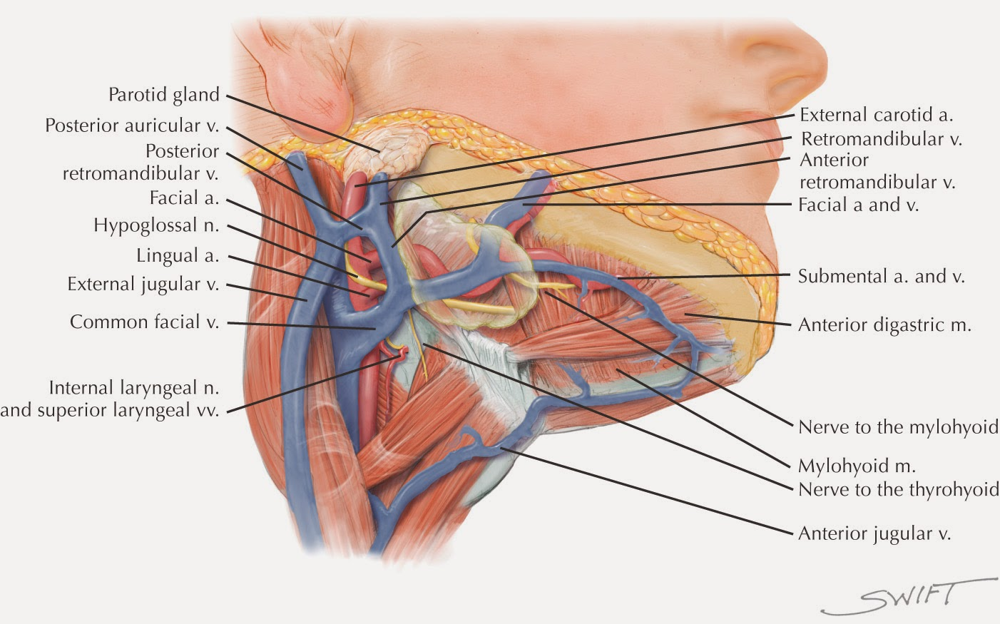 Parotid gland
Posterior auricular v.
Posterior
retromandibular v.
Facial a.
Hypoglossal n.
Lingual a.
External jugular v.
Common facial v.
Internal laryngeal n.
and superior laryngeal vv.
External carotid a.
Retromandibular v.
Anterior
retromandibular v.
Facial a and v.
Submental a. and v.
Anterior digastric m.
Nerve to the mylohyoid
Mylohyoid m.
Nerve to the thyrohyoid
Anterior jugular v.
SWIFT